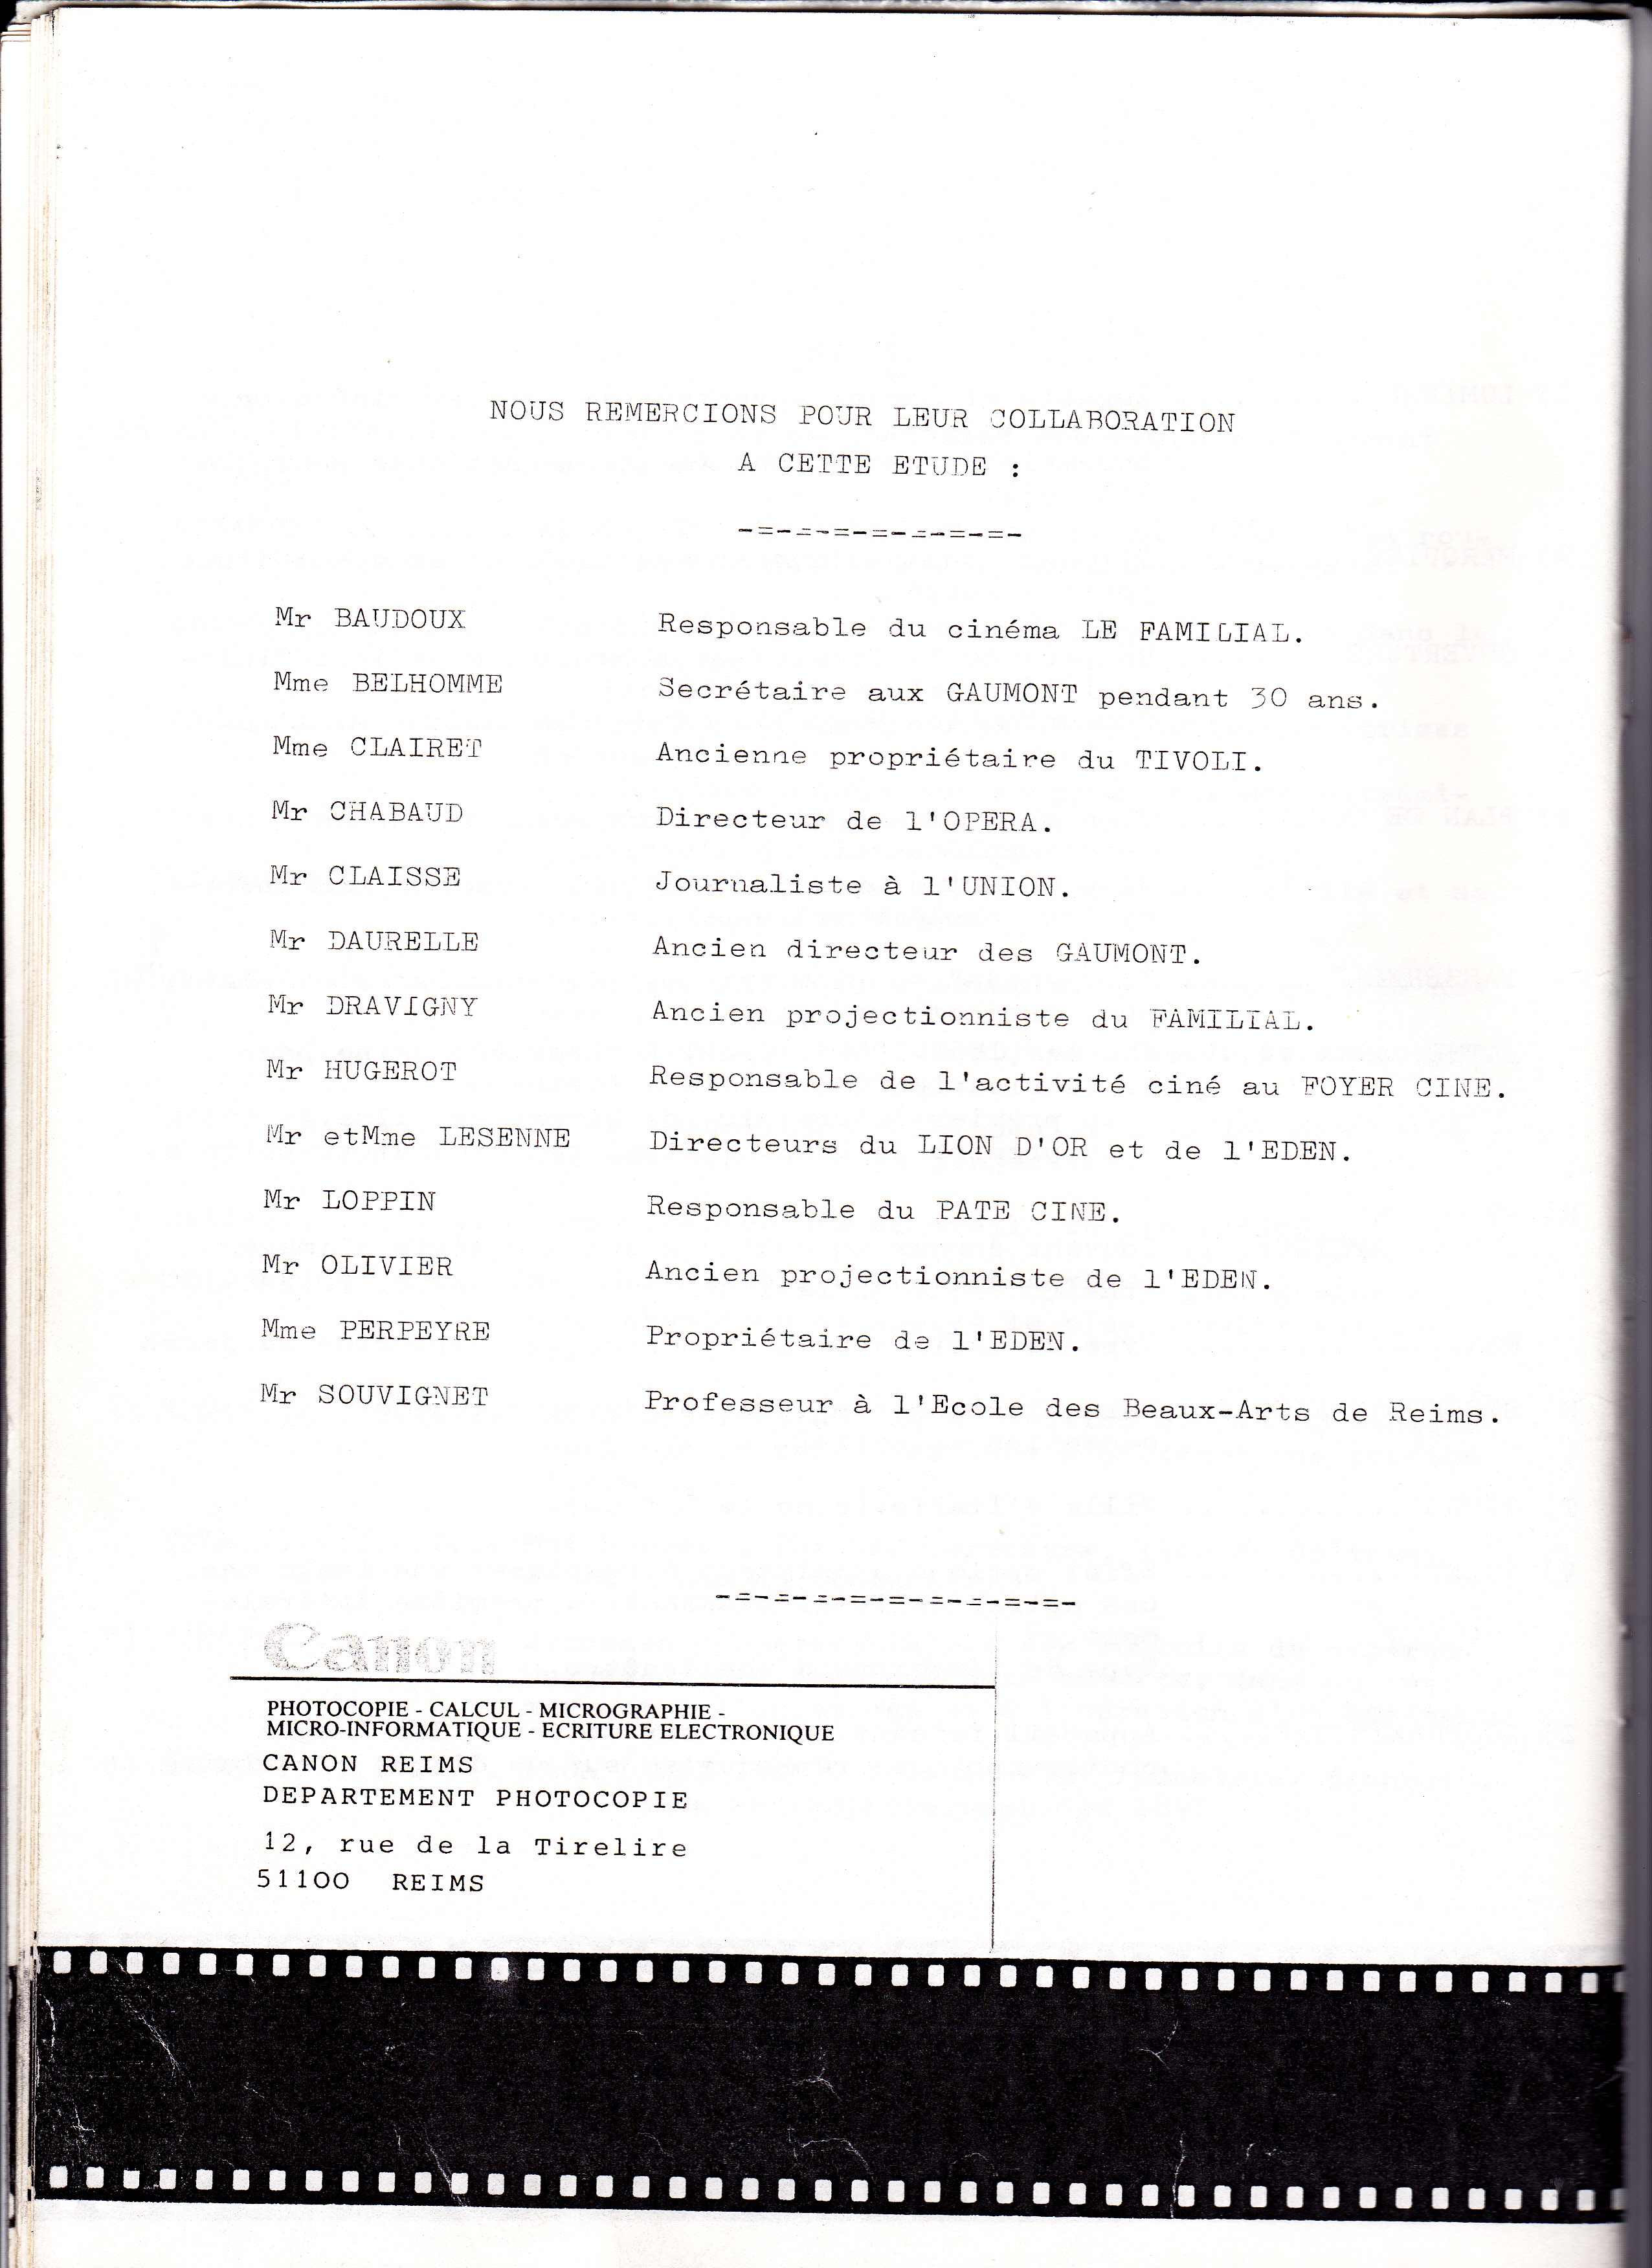 NOUS REMERCIONS POUR LEUR COLLABORATION
A CETTE ETUDE :
-=-=-=-=-=-=-=-
Mr BAUDOUX Responsable du cinéma LE FAMILIAL.
Mme BELHOMME Secrétaire aux GAUMONT pendant 30 ans.
Mme CLAIRET Ancienne propriétaire du TIVOLI.
Mr CHABAUD Directeur de l'OPERA.
Mr CLAISSE Journaliste à l'UNION.
Mr DAURELLE Ancien directeur des GAUMONT.
Mr DRAVIGNY Ancien projectionniste du FAMILIAL.
Mr HUGEROT Responsable de l'activité ciné au FOYER CINE.
Mr etMme LESENNE Directeurs du LION D'OR et de l'EDEN.
Mr LOPPIN Responsable du PATE CINE.
Mr OLIVIER Ancien projectionniste de l'EDEN.
Mme PERPEYRE Propriétaire de l'EDEN.
Mr SOUVIGNET Professeur à l'Ecole des Beaux-Arts de Reims.
-=-=-=-=-=-=-=-=-=-
Canon
PHOTOCOPIE - CALCUL - MICROGRAPHIE -
MICRO-INFORMATIQUE - ECRITURE ELECTRONIQUE
CANON REIMS
DEPARTEMENT PHOTOCOPIE
12, rue de la Tirelire
51100 REIMS